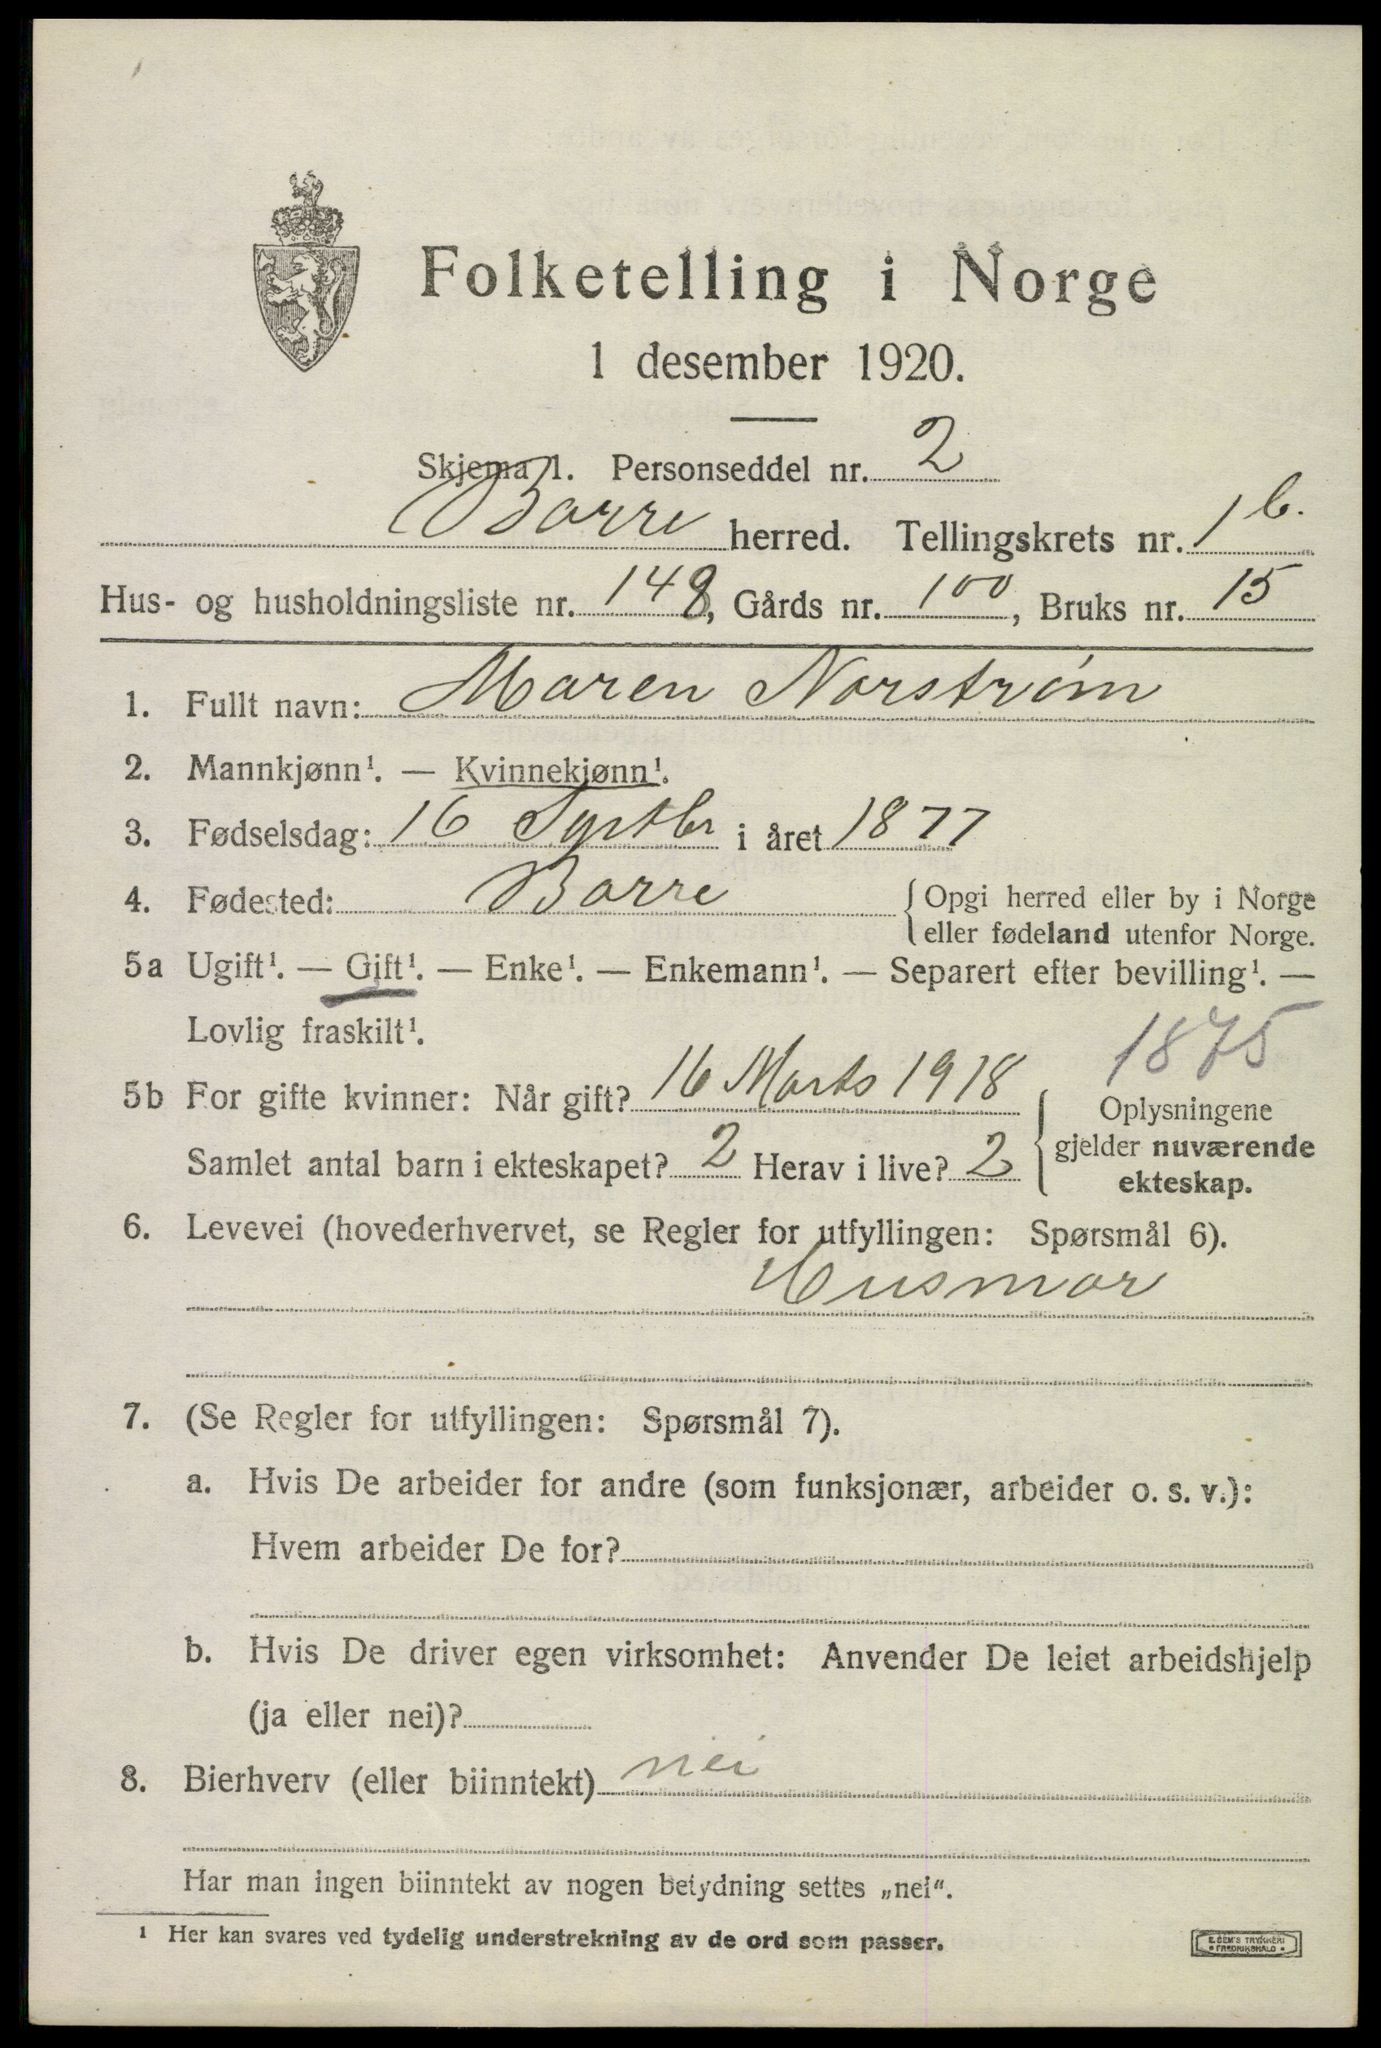 Folketelling i Norge
1 desember 1920.
Skjema 1. Personseddel nr. 2
Borre herred. Tellingskrets nr. 1 b.
Hus- og husholdningsliste nr. 148, Gårds nr. 100, Bruks nr. 15
1. Fullt navn: Maren Norstrøm
2. Mannkjønn¹. — Kvinnekjønn¹.
3. Fødselsdag: 16 i året 1877
4. Fødested: Borre { Opgi herred eller by i Norge
eller fødeland utenfor Norge.
5a Ugift¹. — Gift¹. — Enke¹. — Enkemann¹. — Separert efter bevilling¹. —
Lovlig fraskilt¹.
1875
5b For gifte kvinner: Når gift? 16 Marts 1918
Samlet antal barn i ekteskapet? 2 Herav i live? 2
Oplysningene
gjelder nuværende
ekteskap.
6. Levevei (hovederhvervet, se Regler for utfyllingen: Spørsmål 6).
Husmor
7. (Se Regler for utfyllingen: Spørsmål 7).
a. Hvis De arbeider for andre (som funksjonær, arbeider o. s. v.):
Hvem arbeider De for?
b. Hvis De driver egen virksomhet: Anvender De leiet arbeidshjelp
(ja eller nei)?
8. Bierhverv (eller biinntekt) nei
Har man ingen biinntekt av nogen betydning settes „nei“.
¹ Her kan svares ved tydelig understrekning av de ord som passer.
E. SEM'S TRYKKERI
• FREDRIKSHALD •